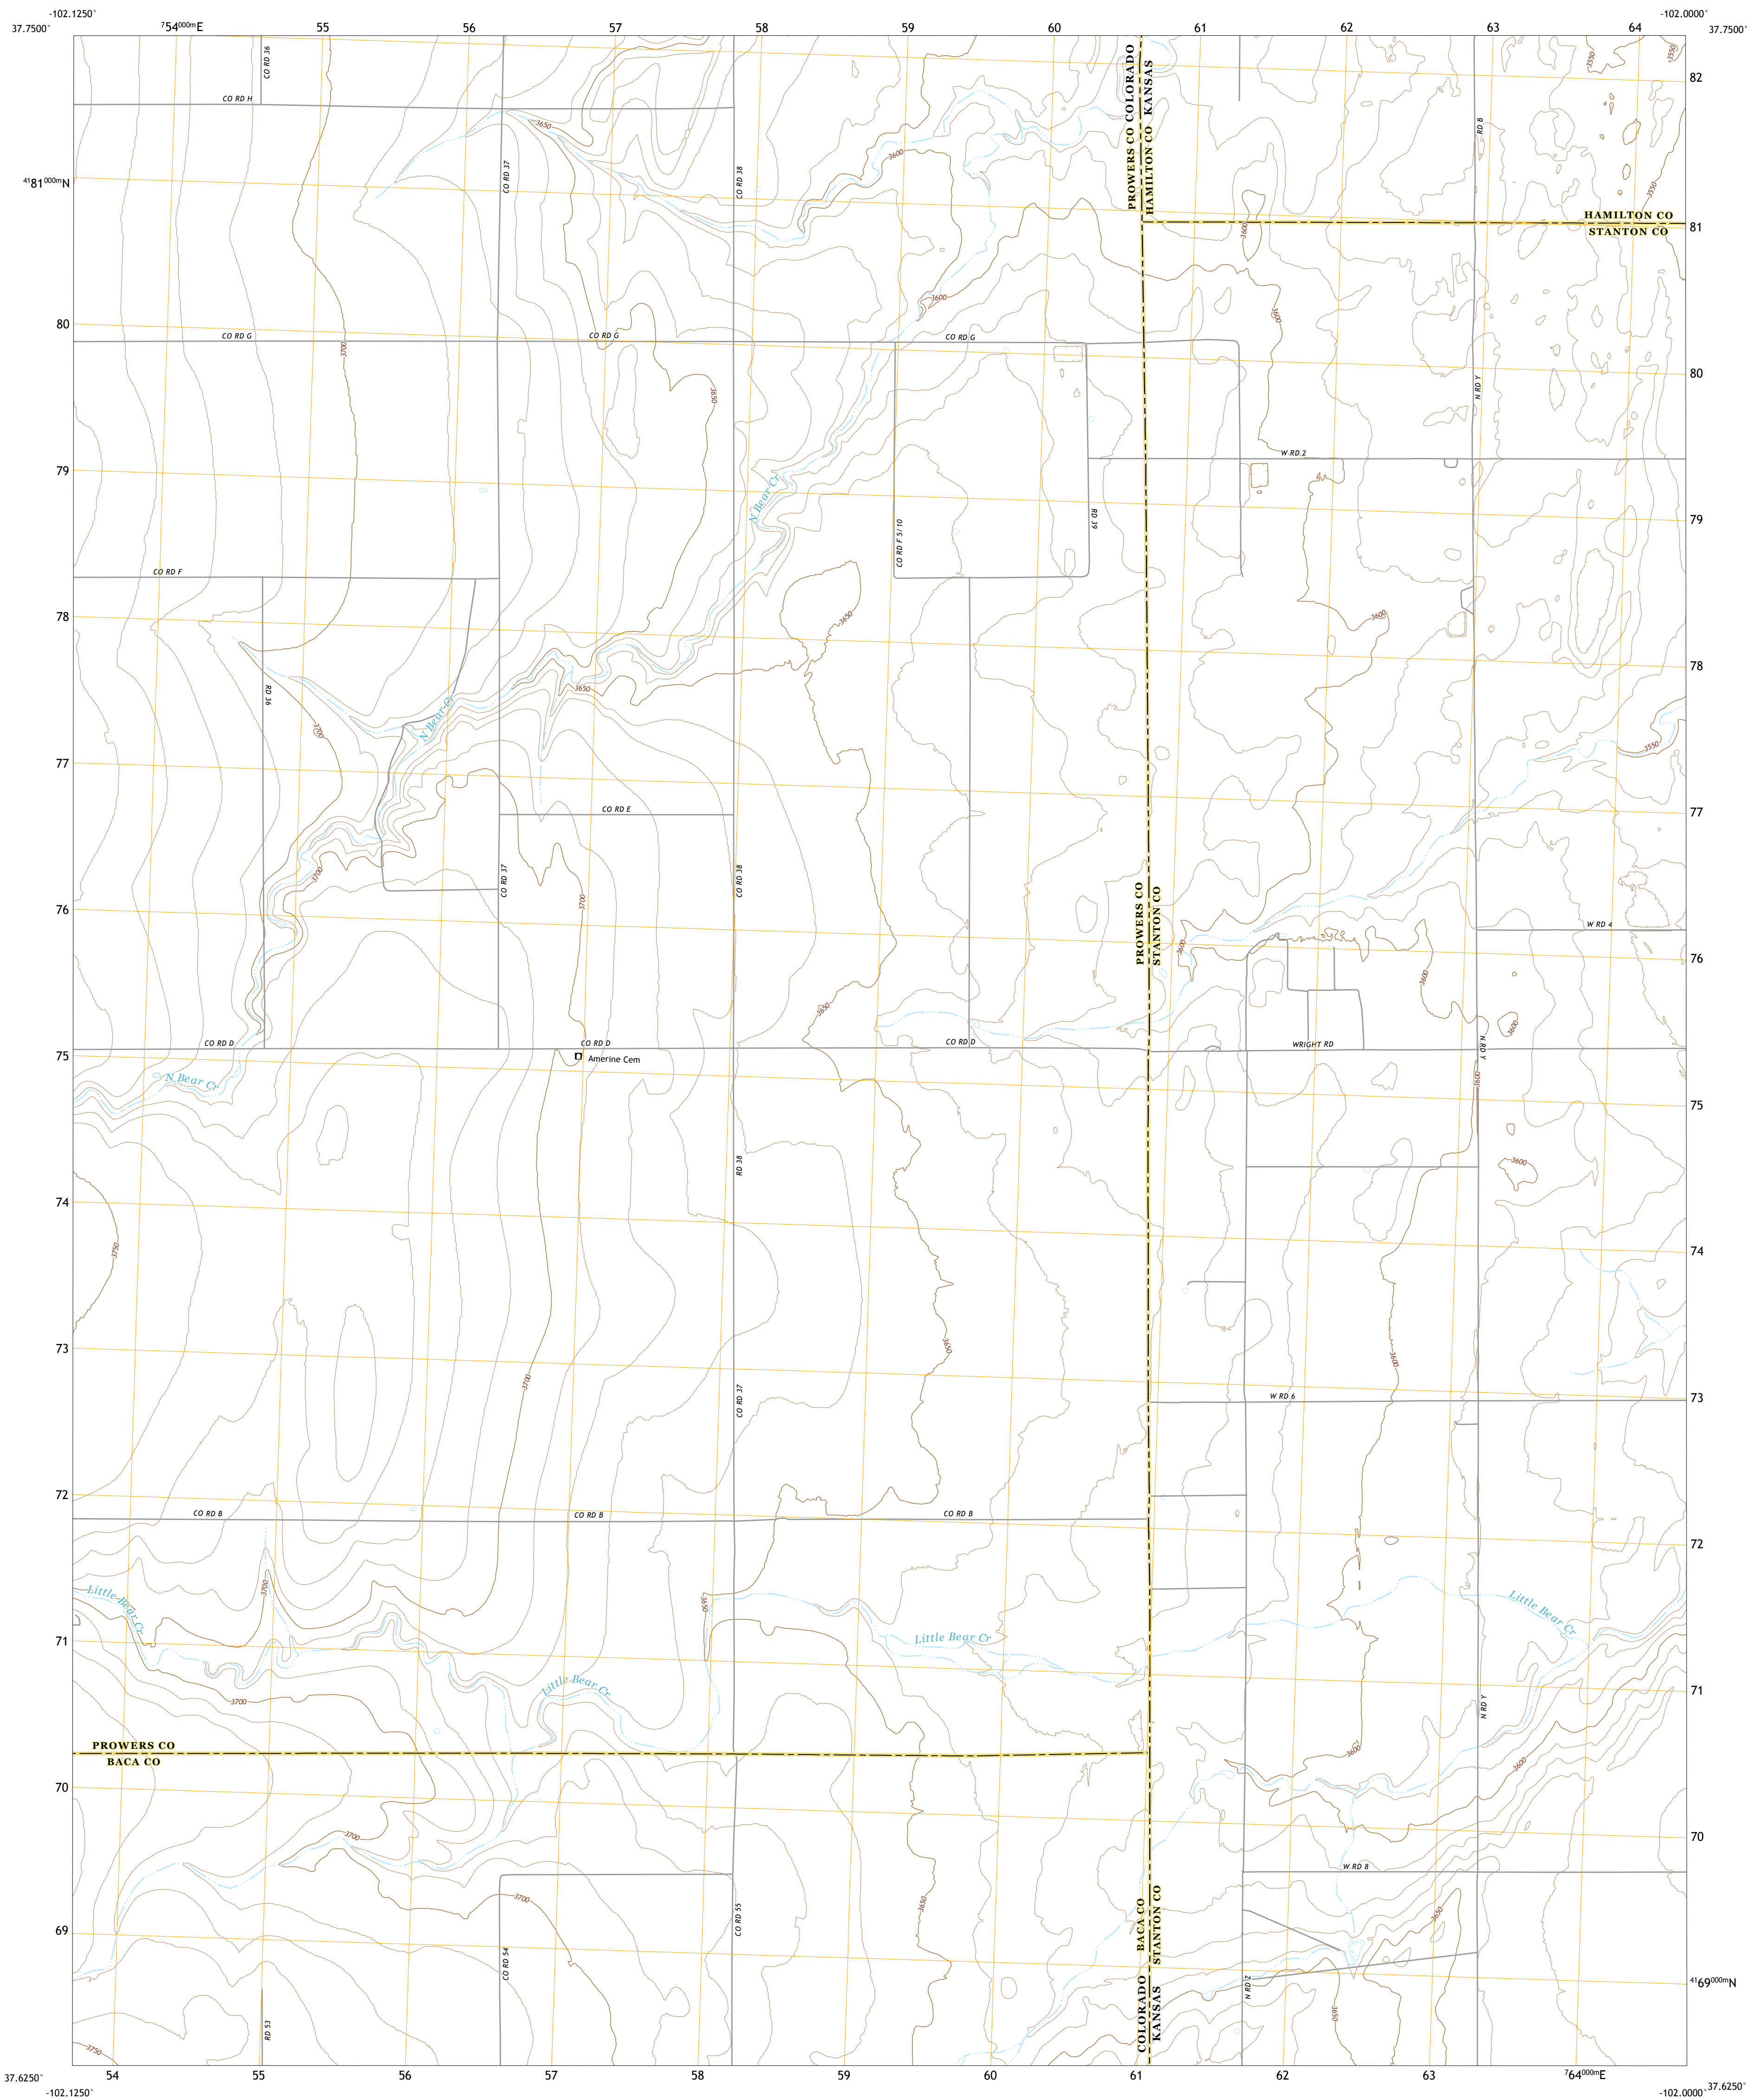 -102.1250°
-102.0000°
37.7500°
⁷54⁰⁰⁰ᵐE
55
56
57
58
59
60
61
62
63
64
37.7500°
CO RD 36
COLORADO
KANSAS
3550
3550
82
CO RD H
3650
RD B
3600
PROWERS CO
HAMILTON CO
CO RD 37
CO RD 38
⁴¹81⁰⁰⁰ᵐN
3550
HAMILTON CO
STANTON CO
81
3600
3600
3600
80
CO RD G
CO RD G
CO RD G
3700
80
3650
N RD Y
W RD 2
79
N Bear Cr
CO RD F 5/10
RD 39
79
CO RD F
78
3650
3600
78
RD 36
3650
3700
N Bear Cr
3550
77
CO RD E
77
3700
CO RD 37
CO RD 38
3700
76
PROWERS CO
STANTON CO
3600
W RD 4
76
3600
3650
3600
CO RD D
CO RD D
CO RD D
WRIGHT RD
N RD Y
75
Amerine Cem
N Bear Cr
3600
75
RD 38
3600
74
3750
74
73
3650
3600
3700
CO RD 37
W RD 6
73
72
CO RD B
CO RD B
CO RD B
72
3700
Little Bear Cr
3650
Little Bear Cr
Little Bear Cr
71
Little Bear Cr
3700
71
N RD Y
PROWERS CO
BACA CO
3600
3600
70
3700
70
W RD 8
3700
3650
3650
BACA CO
STANTON CO
CO RD 55
69
CO RD 54
COLORADO
KANSAS
N RD Z
⁴¹69⁰⁰⁰ᵐN
3650
RD 53
3750
37.6250°
54
55
56
57
58
59
60
61
62
63
⁷64⁰⁰⁰ᵐE
37.6250°
-102.1250°
-102.0000°